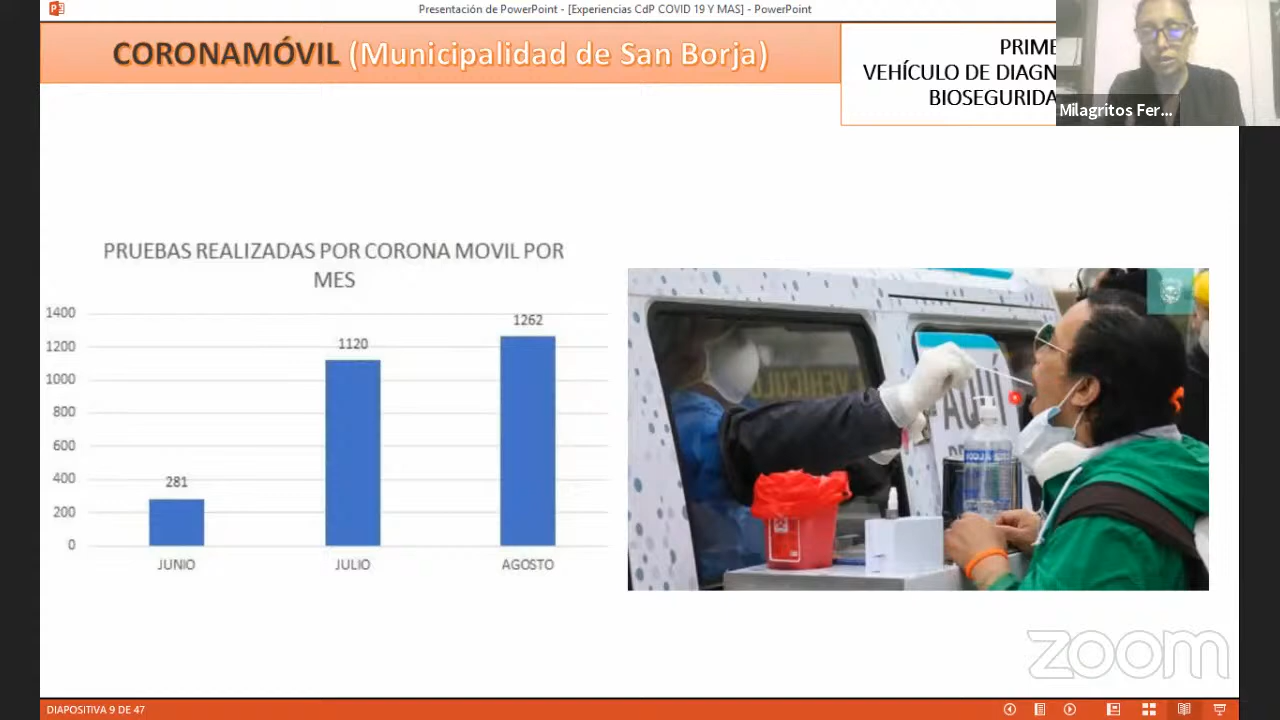 Presentación de PowerPoint - [Experiencias CdP COVID 19 Y MAS] - PowerPoint
CORONAMÓVIL (Municipalidad de San Borja)
PRIME
VEHÍCULO DE DIAGN
BIOSEGURIDA
Milagritos Fer...
PRUEBAS REALIZADAS POR CORONA MOVIL POR
MES
1400
1200
1000
800
600
400
200
0
281
1120
1262
JUNIO
JULIO
AGOSTO
VEHÍCULO
AQUÍ
zoom
DIAPOSITIVA 9 DE 47